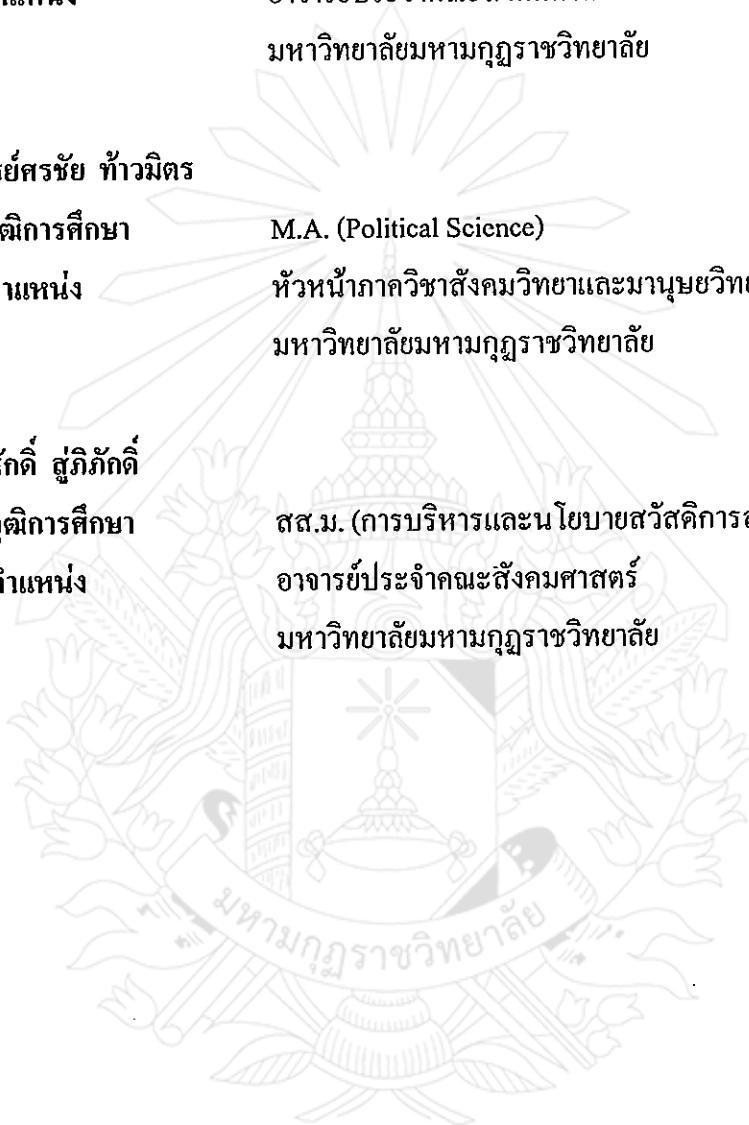 มหาวิทยาลัยมหามกุฏราชวิทยาลัย
ศรชัย ท้าวมิตร
วุฒิการศึกษา M.A. (Political Science)
ตำแหน่ง หัวหน้าภาควิชาสังคมวิทยาและมานุษยวิท
มหาวิทยาลัยมหามกุฏราชวิทยาลัย
ักดิ์ สู่ภิภักดิ์
วุฒิการศึกษา สส.ม. (การบริหารและนโยบายสวัสดิการ
ตำแหน่ง อาจารย์ประจำคณะสังคมศาสตร์
มหาวิทยาลัยมหามกุฏราชวิทยาลัย
มหามกุฏราชวิทยาลัย